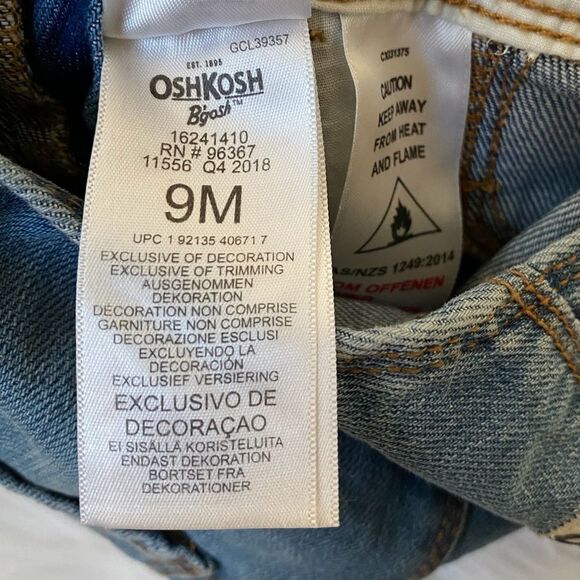 GCL39357
EST. 1895
OSHKOSH
B'gosh™
16241410
RN # 96367
11556 Q4 2018
9M
UPC 1 92135 40671 7
EXCLUSIVE OF DECORATION
EXCLUSIVE OF TRIMMING
AUSGENOMMEN
DEKORATION
DÉCORATION NON COMPRISE
GARNITURE NON COMPRISE
DECORAZIONE ESCLUSI
EXCLUYENDO LA
DECORACIÓN
EXCLUSIEF VERSIERING
EXCLUSIVO DE
DECORAÇAO
EI SISÄLLÄ KORISTELUITA
ENDAST DEKORATION
BORTSET FRA
DEKORATIONER
CX031375
CAUTION
KEEP AWAY
FROM HEAT
AND FLAME
AS/NZS 1249:2014
OFFENEN